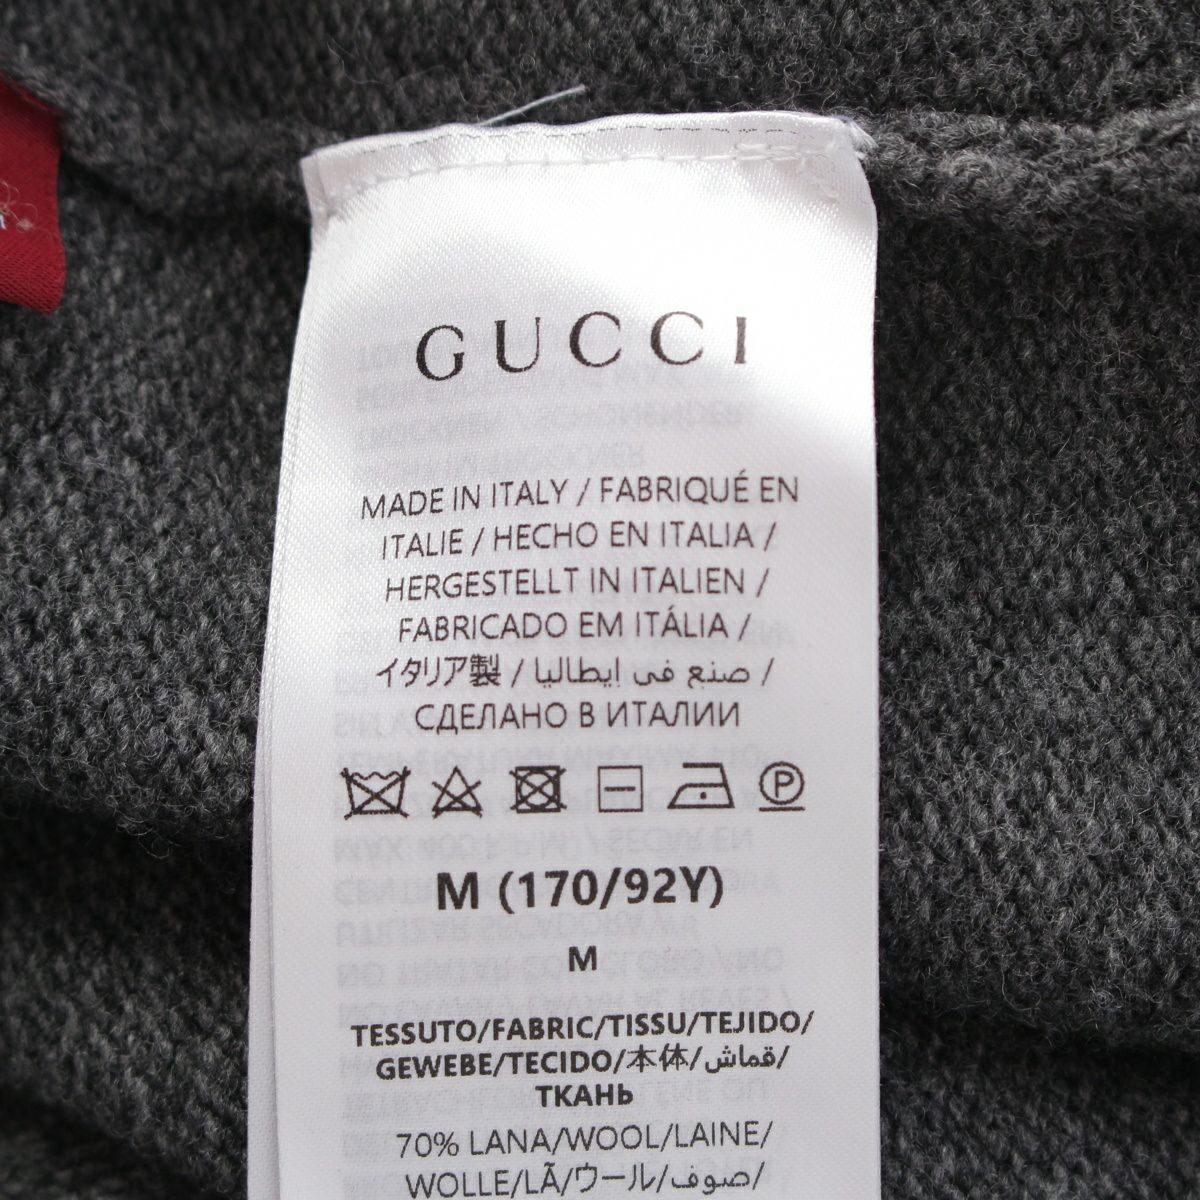 GUCCI
MADE IN ITALY / FABRIQUÉ EN
ITALIE / HECHO EN ITALIA /
HERGESTELLT IN ITALIEN /
FABRICADO EM ITÁLIA /
イタリア製 / صنع في إيطاليا /
СДЕЛАНО В ИТАЛИИ
P
M (170/92Y)
M
TESSUTO/FABRIC/TISSU/TEJIDO/
GEWEBE/TECIDO/本体/قماش/
ТКАНЬ
70% LANA/WOOL/LAINE/
WOLLE/LÃ/ウール/صوف/